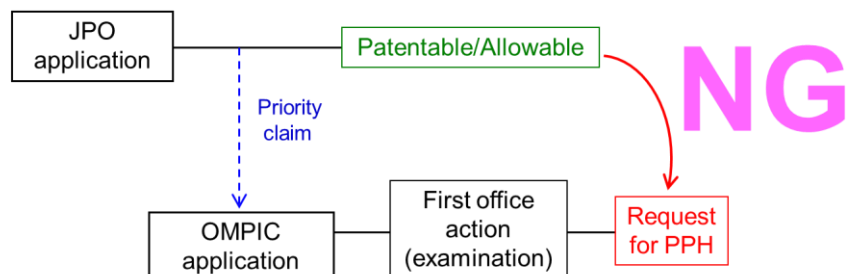 JPO
application
Patentable/Allowable
NG
Priority
claim
OMPIC
application
First office
action
(examination)
Request
for PPH